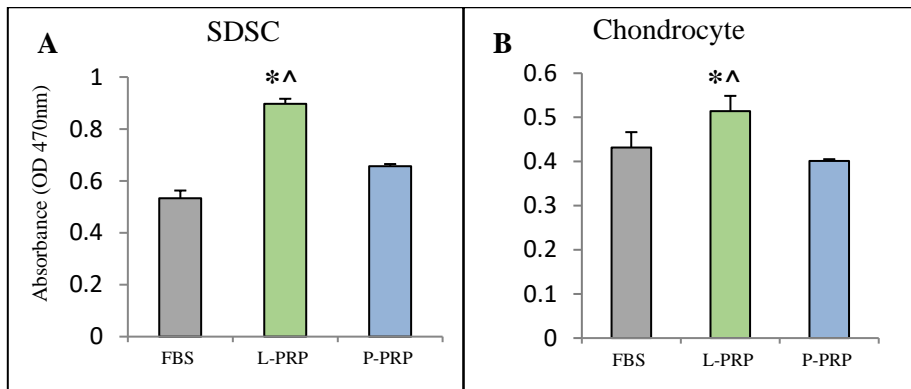 A
SDSC
*^
Absorbance (OD 470nm)
1
0.8
0.6
0.4
0.2
0
FBS L-PRP P-PRP
B
Chondrocyte
*^
0.6
0.5
0.4
0.3
0.2
0.1
0
FBS L-PRP P-PRP